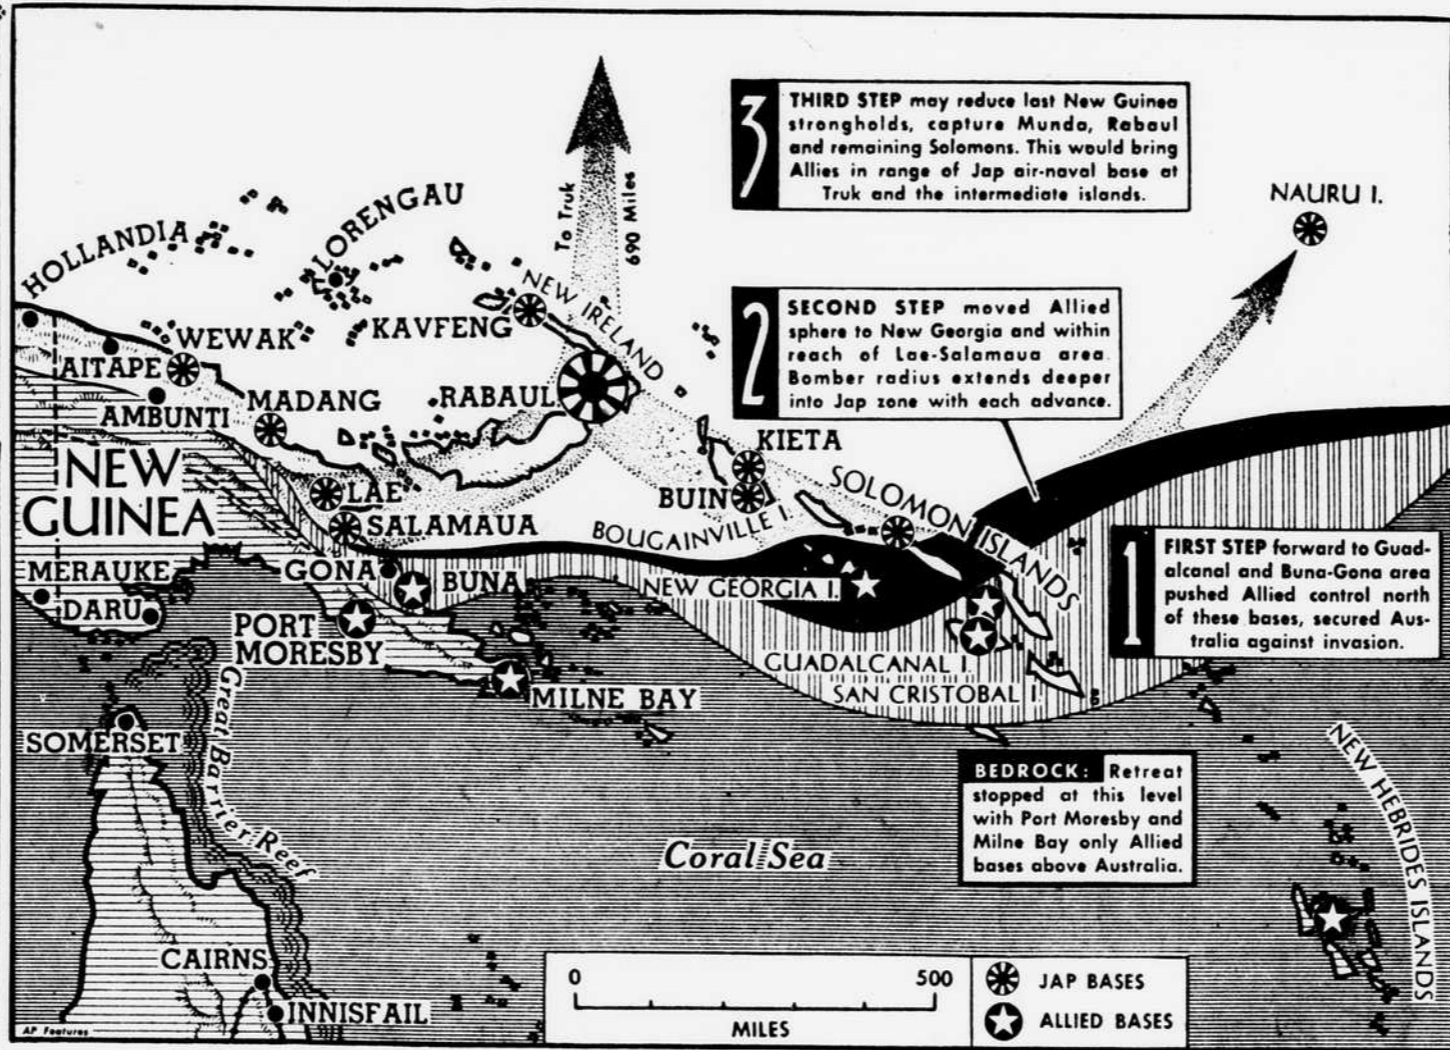 3
THIRD STEP may reduce last New Guinea
strongholds, capture Munda, Rabaul
and remaining Solomons. This would bring
Allies in range of Jap air-naval base at
Truk and the intermediate islands.
NAURU I.
To Truk
690 Miles
HOLLANDIA
LORENGAU
NEW IRELAND
2
SECOND STEP moved Allied
sphere to New Georgia and within
reach of Lae-Salamaua area.
Bomber radius extends deeper
into Jap zone with each advance.
WEWAK
KAVFENG
AITAPE
AMBUNTI
MADANG
RABAUL
KIETA
BUIN
BOUGAINVILLE I.
SOLOMON ISLANDS
NEW
GUINEA
LAE
SALAMAUA
GONA
BUNA
NEW GEORGIA I.
1
FIRST STEP forward to Guad-
alcanal and Buna-Gona area
pushed Allied control north
of these bases, secured Aus-
tralia against invasion.
MERAUKE
DARU
PORT
MORESBY
GUADALCANAL I.
SAN CRISTOBAL I.
MILNE BAY
SOMERSET
Great Barrier Reef
Coral Sea
BEDROCK: Retreat
stopped at this level
with Port Moresby and
Milne Bay only Allied
bases above Australia.
NEW HEBRIDES ISLANDS
CAIRNS
INNISFAIL
0 500
MILES
JAP BASES
ALLIED BASES
AP Features